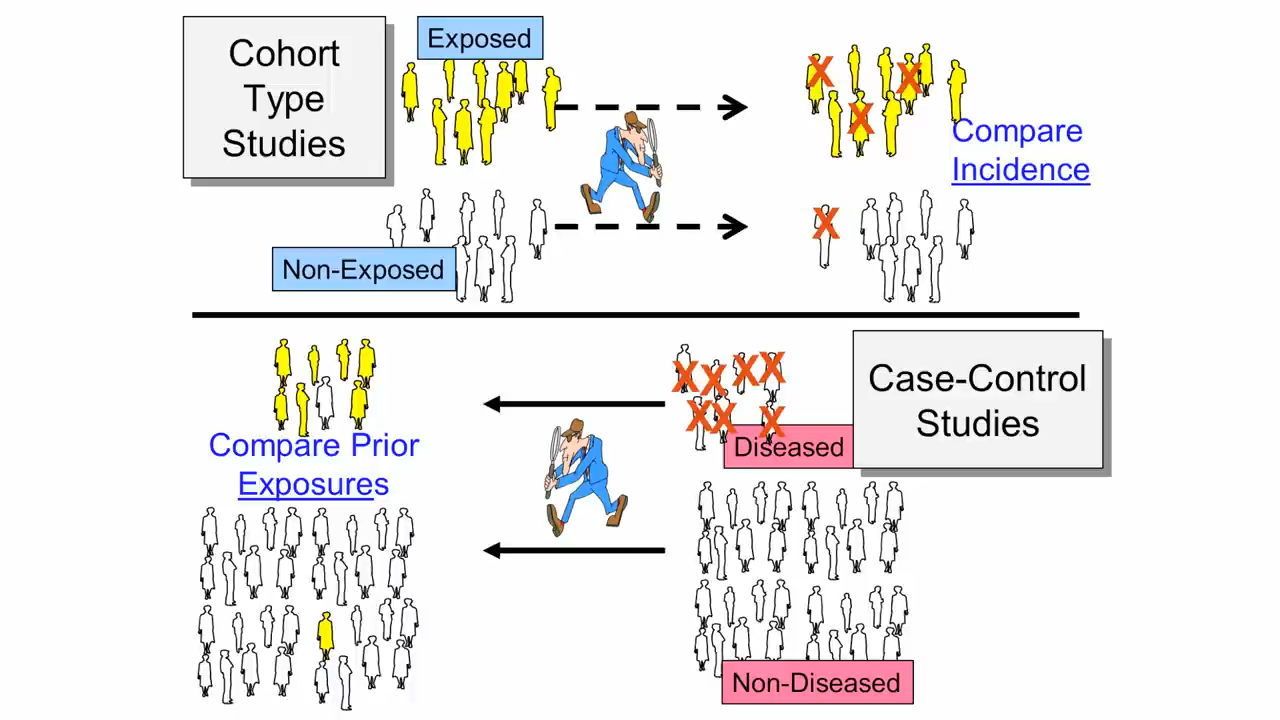 Cohort
Type
Studies
Exposed
Compare
Incidence
Non-Exposed
Case-Control
Studies
Diseased
Compare Prior
Exposures
Non-Diseased